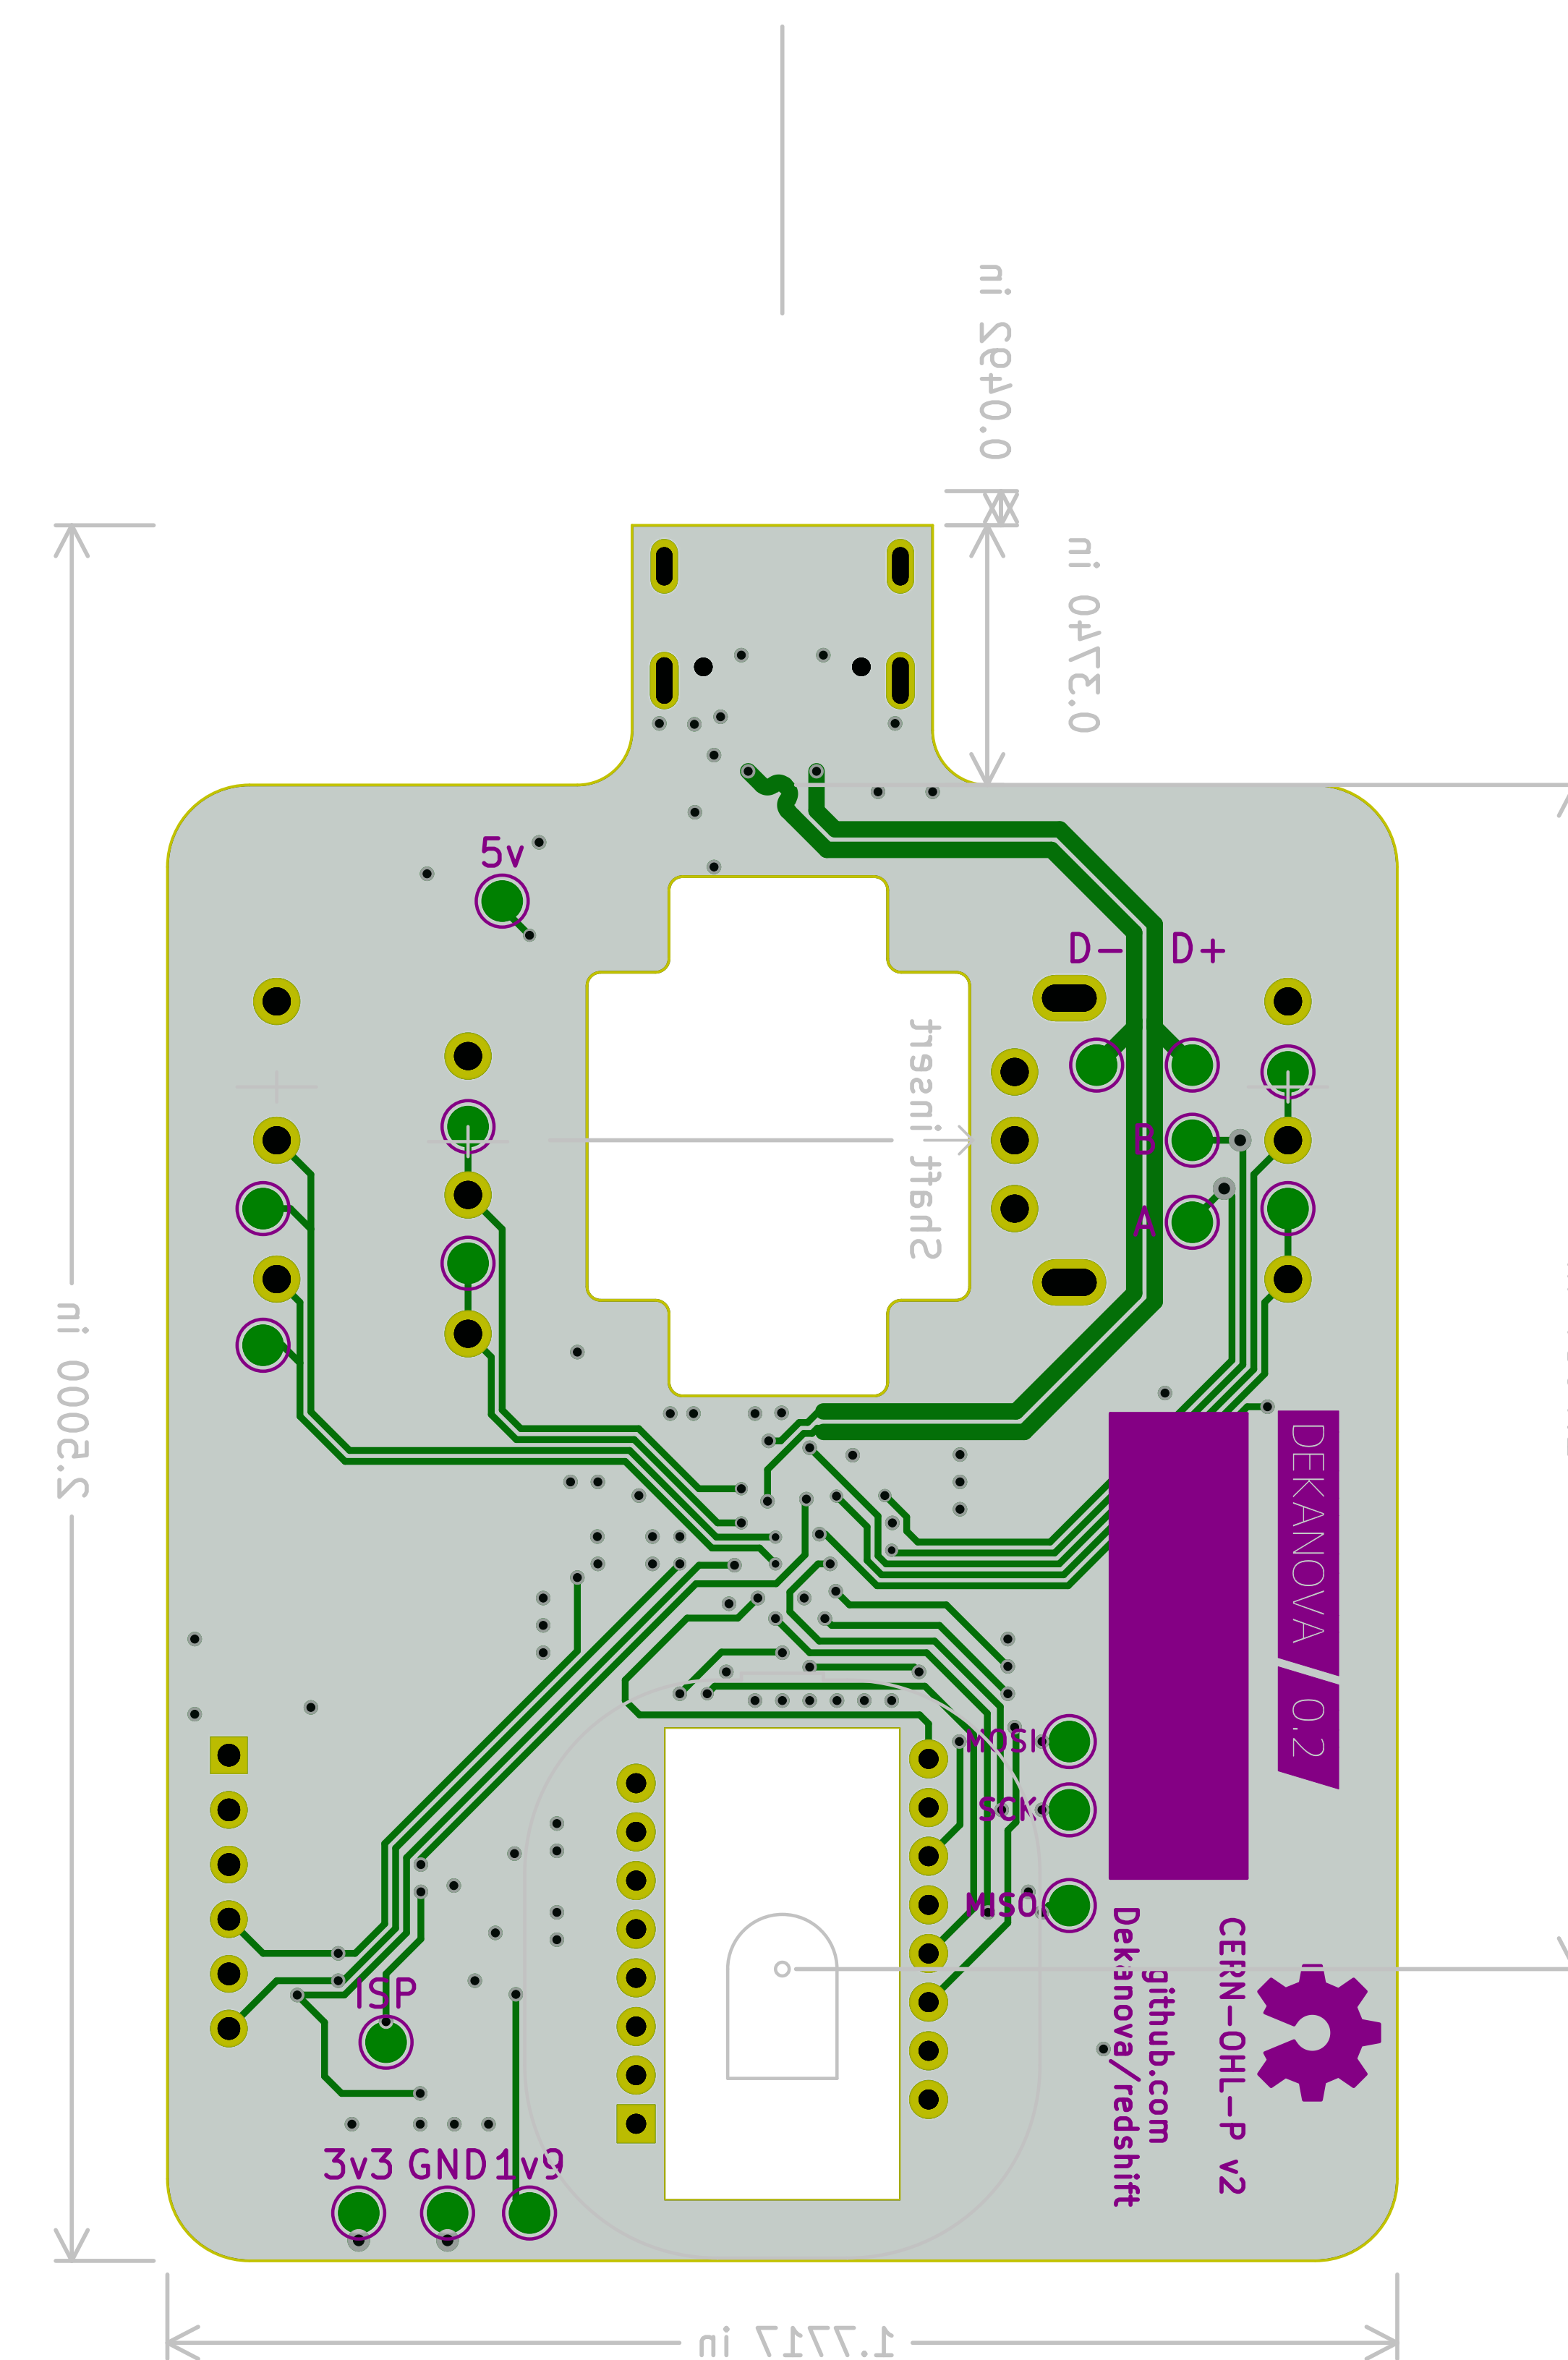 0.0492 in
0.3740 in
5v
D- D+
Shaft insert
B
A
2.5000 in
DEKANOVA / 0.2
MOSI
SCK
MISO
github.com
Dekanova/redshift
CERN-OHL-P v2
ISP
3v3 GND 1v9
1.7717 in